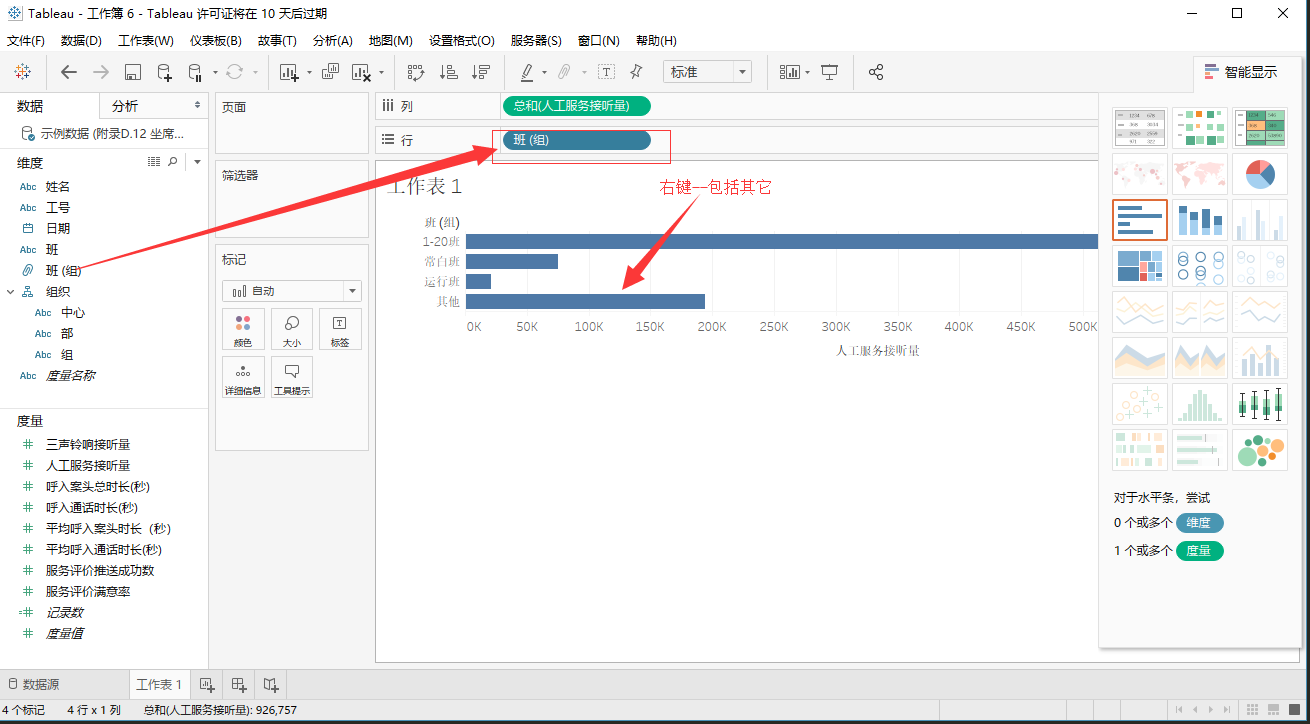 Tableau - 工作簿 6 - Tableau 许可证将在 10 天后过期
文件(F) 数据(D) 工作表(W) 仪表板(B) 故事(T) 分析(A) 地图(M) 设置格式(O) 服务器(S) 窗口(N) 帮助(H)
标准
智能显示
数据 分析
示例数据 (附录D.12 坐席...
维度
Abc 姓名
Abc 工号
日期
Abc 班
班 (组)
组织
Abc 中心
Abc 部
Abc 组
Abc 度量名称
度量
三声铃响接听量
人工服务接听量
呼入案头总时长(秒)
呼入通话时长(秒)
平均呼入案头时长（秒）
平均呼入通话时长(秒)
服务评价推送成功数
服务评价满意率
记录数
度量值
页面
筛选器
标记
自动
颜色 大小 标签
详细信息 工具提示
列 总和(人工服务接听量)
行 班 (组)
工作表 1
右键--包括其它
班 (组)
1-20班
常白班
运行班
其他
0K 50K 100K 150K 200K 250K 300K 350K 400K 450K 500K
人工服务接听量
对于水平条，尝试
0 个或多个 维度
1 个或多个 度量
数据源 工作表 1
4 个标记 4 行 x 1 列 总和(人工服务接听量): 926,757